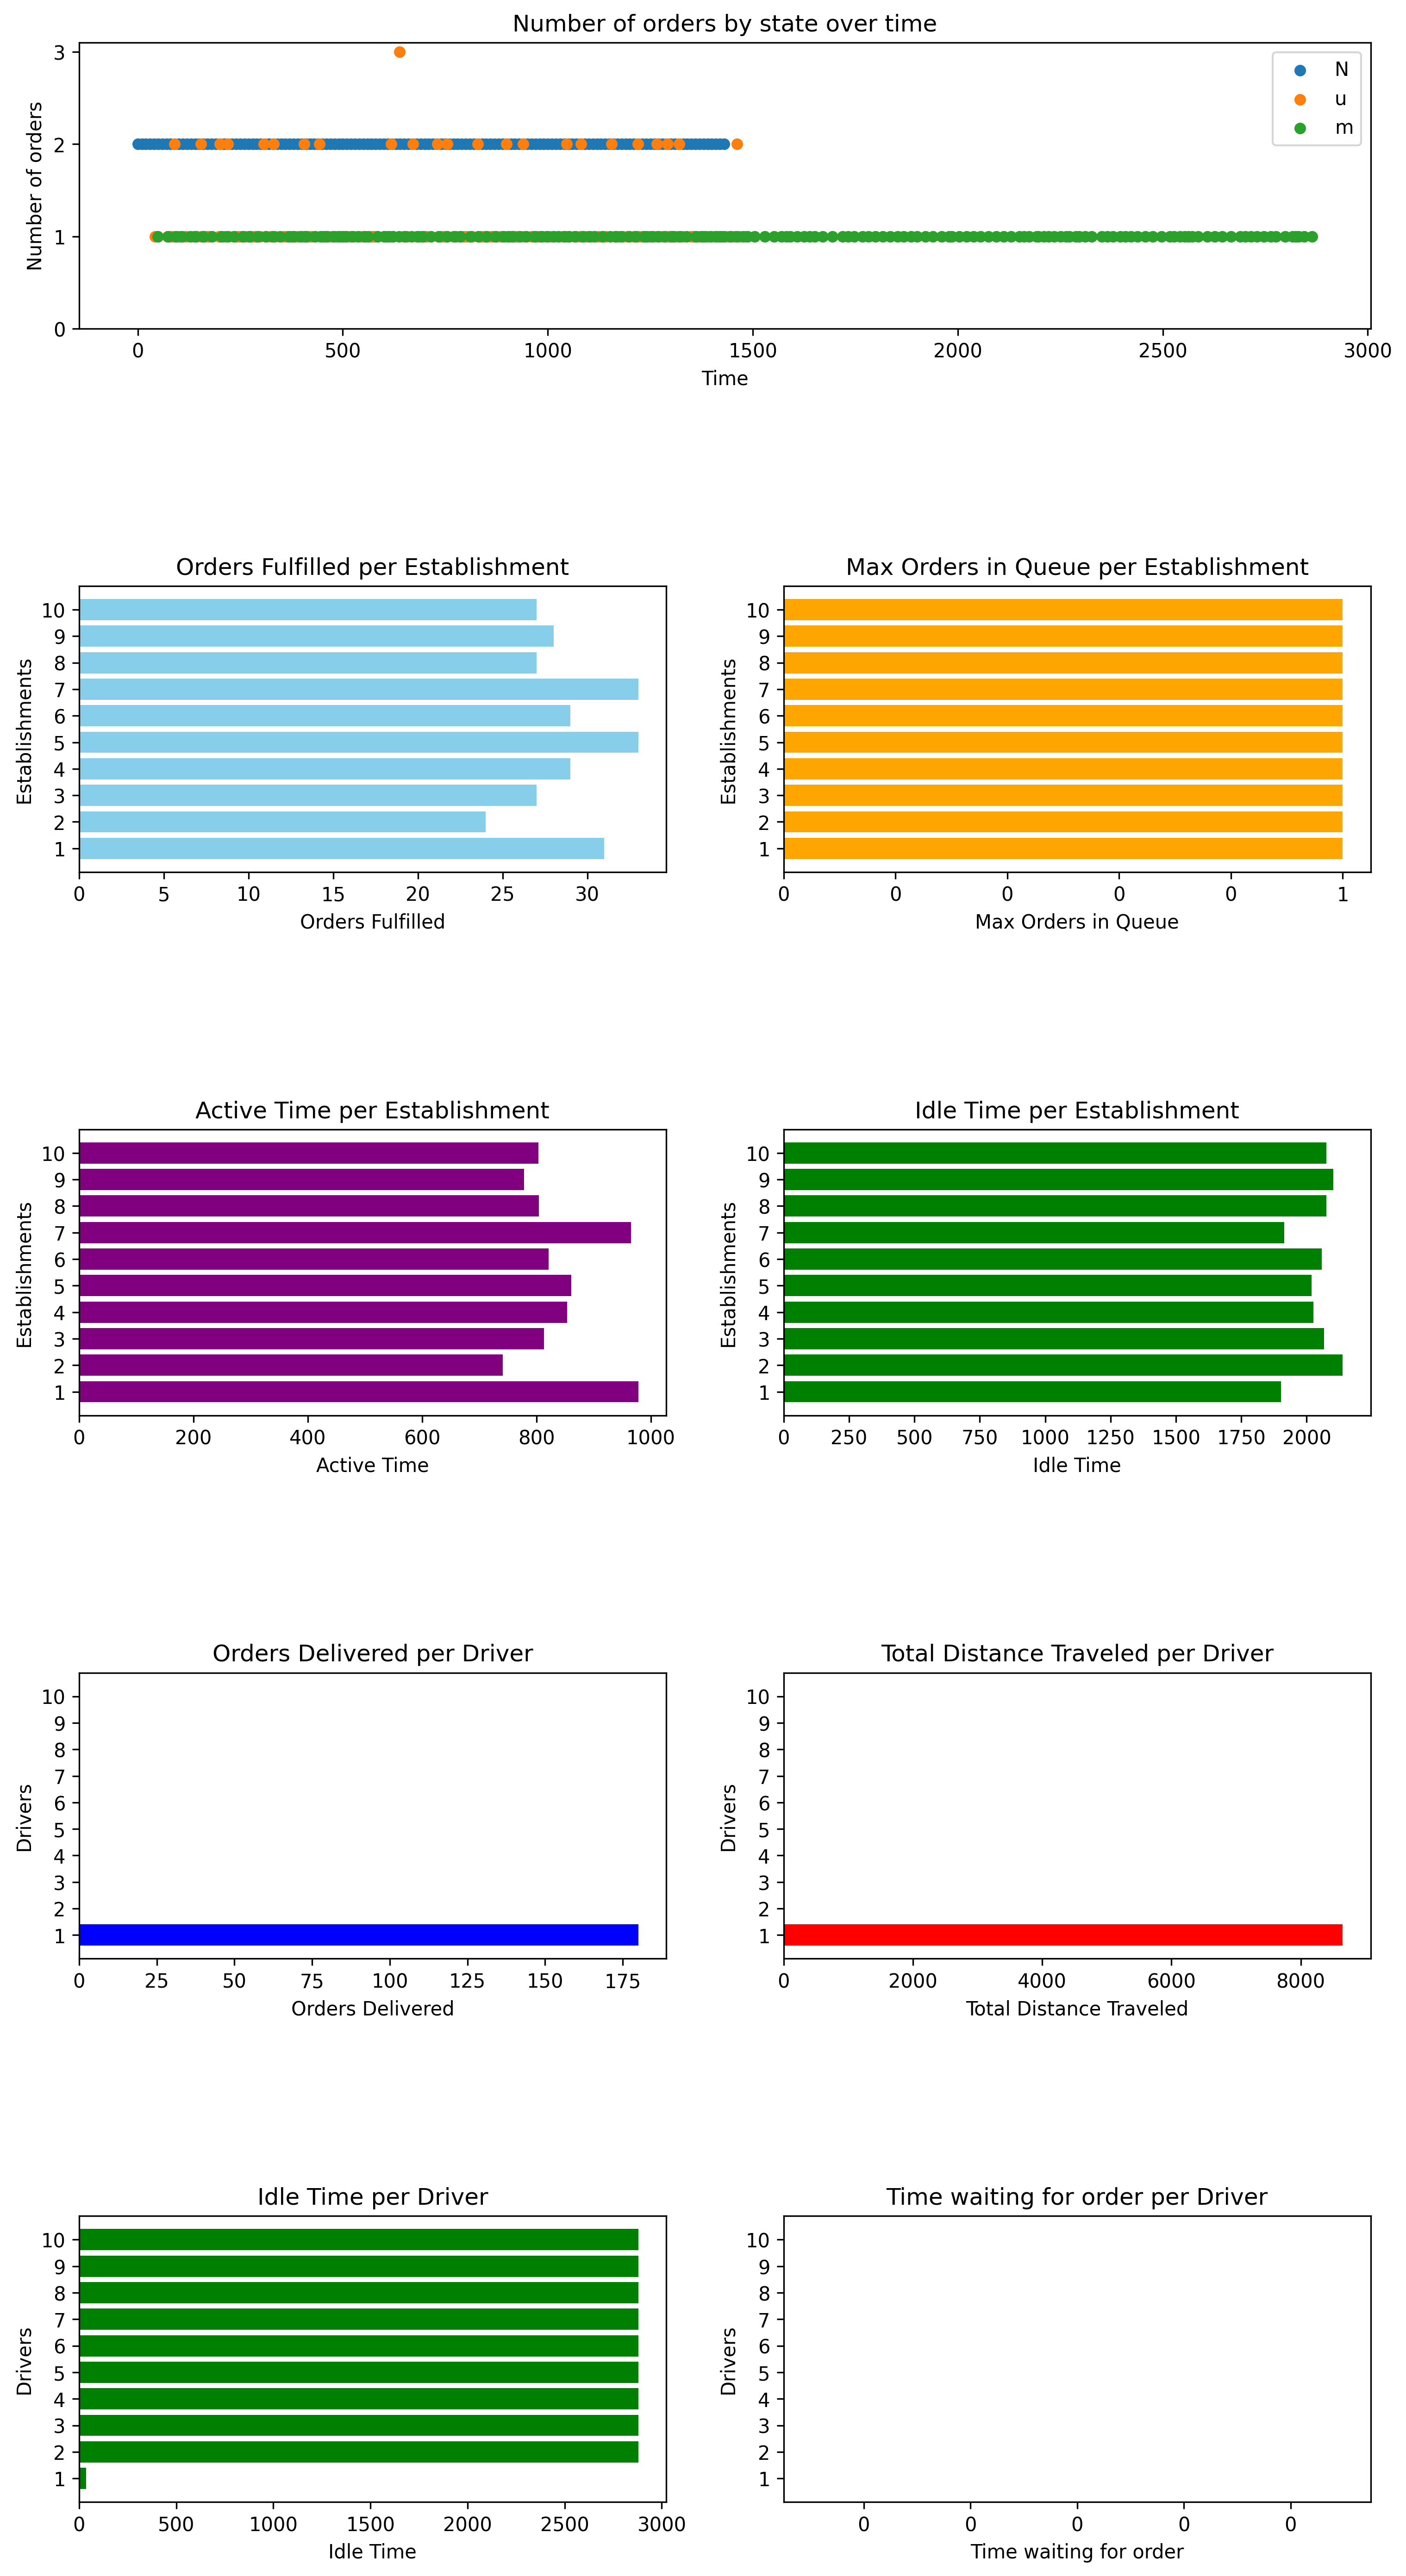 Number of orders by state over time
Number of orders
3
2
1
0
N
u
m
0 500 1000 1500 2000 2500 3000
Time
Orders Fulfilled per Establishment
Establishments
10
9
8
7
6
5
4
3
2
1
0 5 10 15 20 25 30
Orders Fulfilled
Max Orders in Queue per Establishment
Establishments
10
9
8
7
6
5
4
3
2
1
0 0 0 0 0 1
Max Orders in Queue
Active Time per Establishment
Establishments
10
9
8
7
6
5
4
3
2
1
0 200 400 600 800 1000
Active Time
Idle Time per Establishment
Establishments
10
9
8
7
6
5
4
3
2
1
0 250 500 750 1000 1250 1500 1750 2000
Idle Time
Orders Delivered per Driver
Drivers
10
9
8
7
6
5
4
3
2
1
0 25 50 75 100 125 150 175
Orders Delivered
Total Distance Traveled per Driver
Drivers
10
9
8
7
6
5
4
3
2
1
0 2000 4000 6000 8000
Total Distance Traveled
Idle Time per Driver
Drivers
10
9
8
7
6
5
4
3
2
1
0 500 1000 1500 2000 2500 3000
Idle Time
Time waiting for order per Driver
Drivers
10
9
8
7
6
5
4
3
2
1
0 0 0 0 0
Time waiting for order